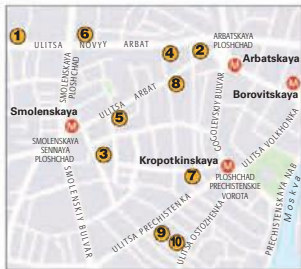 1
6
ULITSA NOVYY ARBAT
4
2
ARBATSKAYA
PLOSHCHAD
M
Arbatskaya
SMOLENSKAYA
PLOSHCHAD
8
M
Borovitskaya
ULITSA ARBAT
GOGOLEVSKIY BULVAR
Smolenskaya
5
M
ULITSA VOLKHONKA
SMOLENSKAYA
SENNAYA
PLOSHCHAD
3
Kropotkinskaya
M
7
PLOSHCHAD
PRECHISTENSKIE
VOROTA
SMOLENSKIY BULVAR
ULITSA PRECHISTENKA
ULITSA OSTOZHENKA
PRECHISTENSKAYA NAB
Moskva
9
10